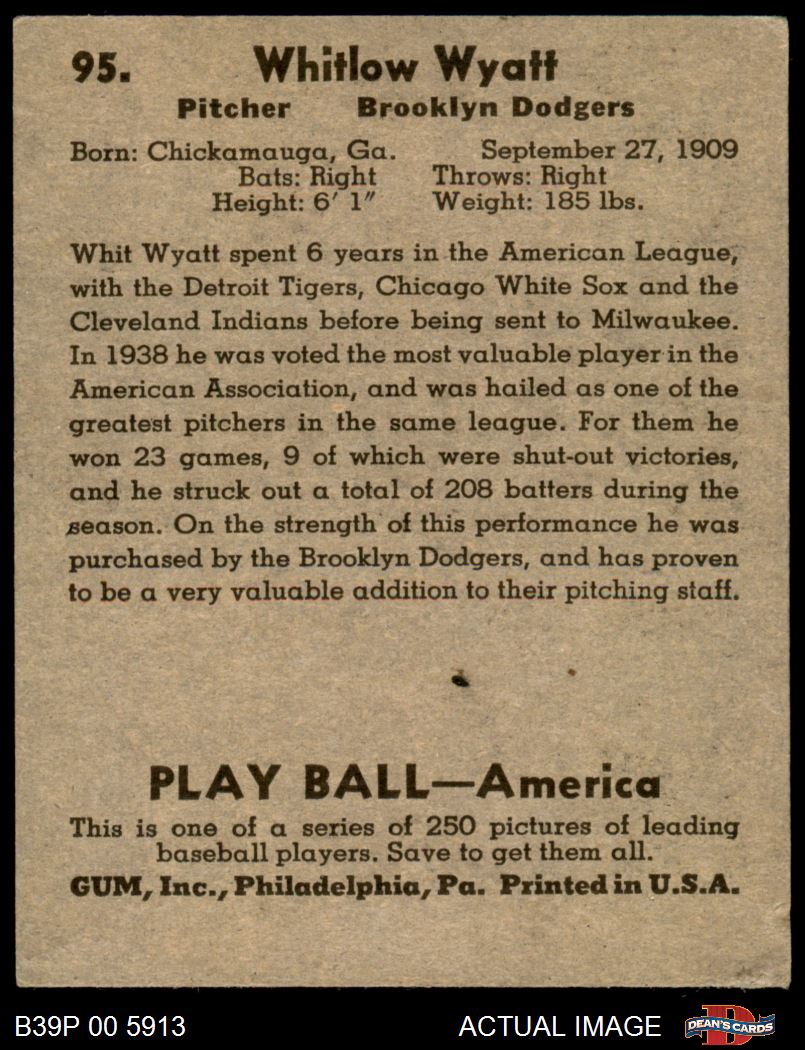 95. Whitlow Wyatt
Pitcher Brooklyn Dodgers
Born: Chickamauga, Ga. September 27, 1909
Bats: Right Throws: Right
Height: 6' 1" Weight: 185 lbs.
Whit Wyatt spent 6 years in the American League,
with the Detroit Tigers, Chicago White Sox and the
Cleveland Indians before being sent to Milwaukee.
In 1938 he was voted the most valuable player in the
American Association, and was hailed as one of the
greatest pitchers in the same league. For them he
won 23 games, 9 of which were shut-out victories,
and he struck out a total of 208 batters during the
season. On the strength of this performance he was
purchased by the Brooklyn Dodgers, and has proven
to be a very valuable addition to their pitching staff.
PLAY BALL—America
This is one of a series of 250 pictures of leading
baseball players. Save to get them all.
GUM, Inc., Philadelphia, Pa. Printed in U.S.A.
B39P 00 5913 ACTUAL IMAGE D DEAN'S CARDS